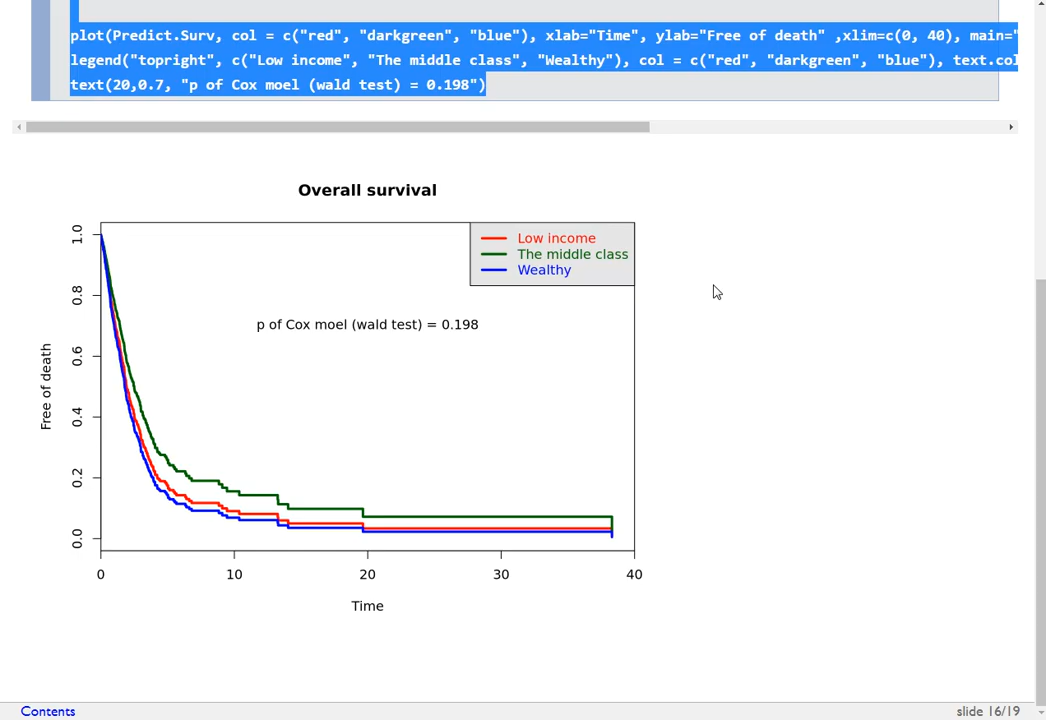 plot(Predict.Surv, col = c("red", "darkgreen", "blue"), xlab="Time", ylab="Free of death" ,xlim=c(0, 40), main="
legend("topright", c("Low income", "The middle class", "Wealthy"), col = c("red", "darkgreen", "blue"), text.col
text(20,0.7, "p of Cox moel (wald test) = 0.198")
Overall survival
Low income
The middle class
Wealthy
p of Cox moel (wald test) = 0.198
Free of death
1.0
0.8
0.6
0.4
0.2
0.0
0 10 20 30 40
Time
Contents
slide 16/19